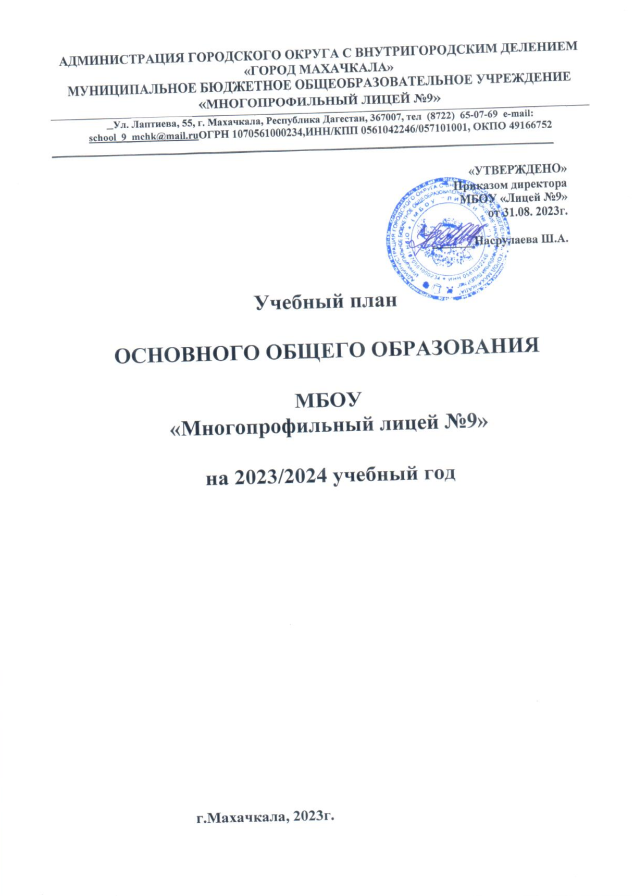 АДМИНИСТРАЦИЯ ГОРОДСКОГО ОКРУГА С ВНУТРИГОРОДСКИМ ДЕЛЕНИЕМ
«ГОРОД МАХАЧКАЛА»
МУНИЦИПАЛЬНОЕ БЮДЖЕТНОЕ ОБЩЕОБРАЗОВАТЕЛЬНОЕ УЧРЕЖДЕНИЕ
«МНОГОПРОФИЛЬНЫЙ ЛИЦЕЙ №9»
_Ул. Лаптиева, 55, г. Махачкала, Республика Дагестан, 367007, тел (8722) 65-07-69 e-mail:
school_9_mchk@mail.ruОГРН 1070561000234,ИНН/КПП 0561042246/057101001, ОКПО 49166752
«УТВЕРЖДЕНО»
Приказом директора
МБОУ «Лицей №9»
от 31.08. 2023г.
Пасрулаева Ш.А.
Учебный план
ОСНОВНОГО ОБЩЕГО ОБРАЗОВАНИЯ
МБОУ
«Многопрофильный лицей №9»
на 2023/2024 учебный год
г.Махачкала, 2023г.